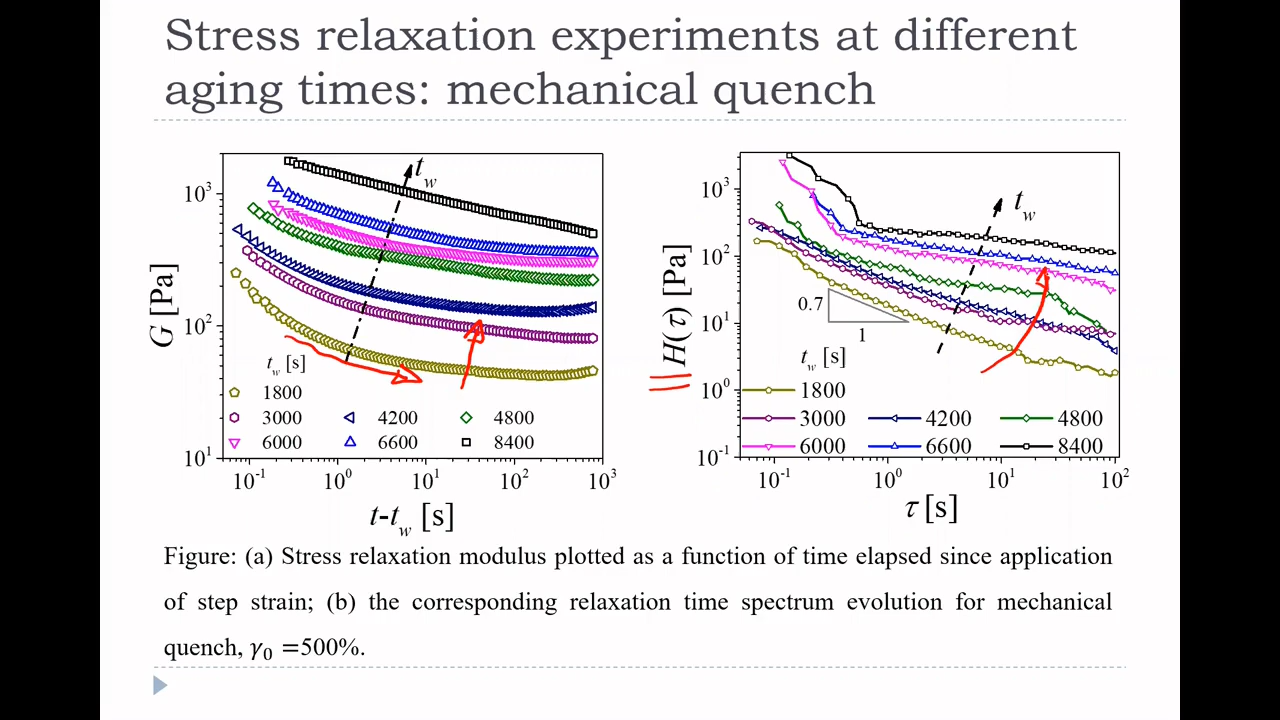 Stress relaxation experiments at different
aging times: mechanical quench
t_w
10³
10²
10¹
G [Pa]
t_w [s]
1800
3000 4200 4800
6000 6600 8400
10⁻¹ 10⁰ 10¹ 10² 10³
t-t_w [s]
t_w
10³
10²
10¹
10⁰
10⁻¹
H(τ) [Pa]
0.7
1
t_w [s]
1800
3000 4200 4800
6000 6600 8400
10⁻¹ 10⁰ 10¹ 10²
τ [s]
Figure: (a) Stress relaxation modulus plotted as a function of time elapsed since application
of step strain; (b) the corresponding relaxation time spectrum evolution for mechanical
quench, γ₀ =500%.